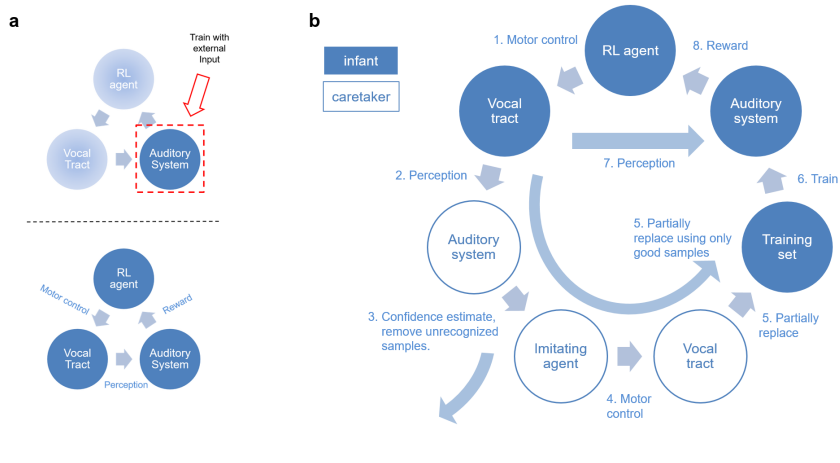 a
Train with
external
Input
RL
agent
Vocal
Tract
Auditory
System
RL
agent
Motor control
Reward
Vocal
Tract
Auditory
System
Perception
b
infant
caretaker
1. Motor control
RL agent
8. Reward
Vocal
tract
Auditory
system
7. Perception
2. Perception
6. Train
Auditory
system
5. Partially
replace using only
good samples
Training
set
3. Confidence estimate,
remove unrecognized
samples.
Imitating
agent
Vocal
tract
5. Partially
replace
4. Motor
control